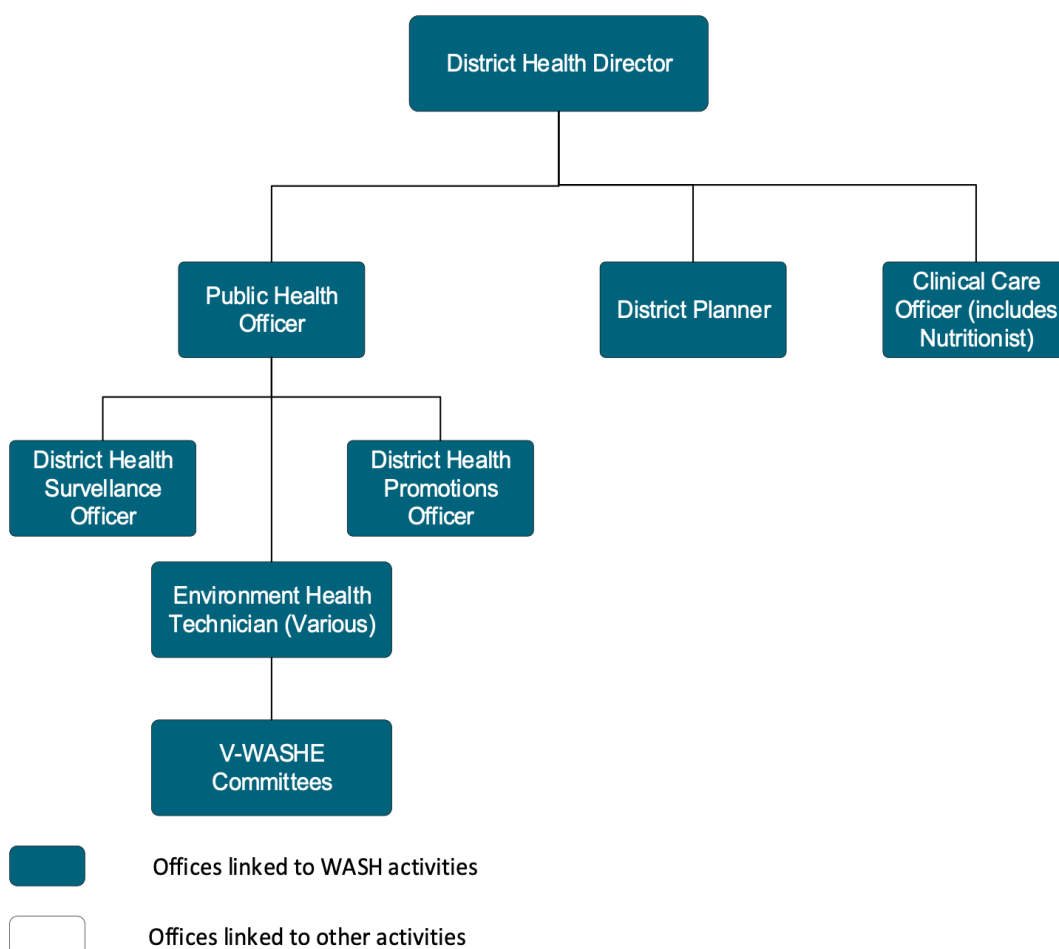 District Health Director
Public Health
Officer
District Planner
Clinical Care
Officer (includes
Nutritionist)
District Health
Survellance
Officer
District Health
Promotions
Officer
Environment Health
Technician (Various)
V-WASHE
Committees
Offices linked to WASH activities
Offices linked to other activities